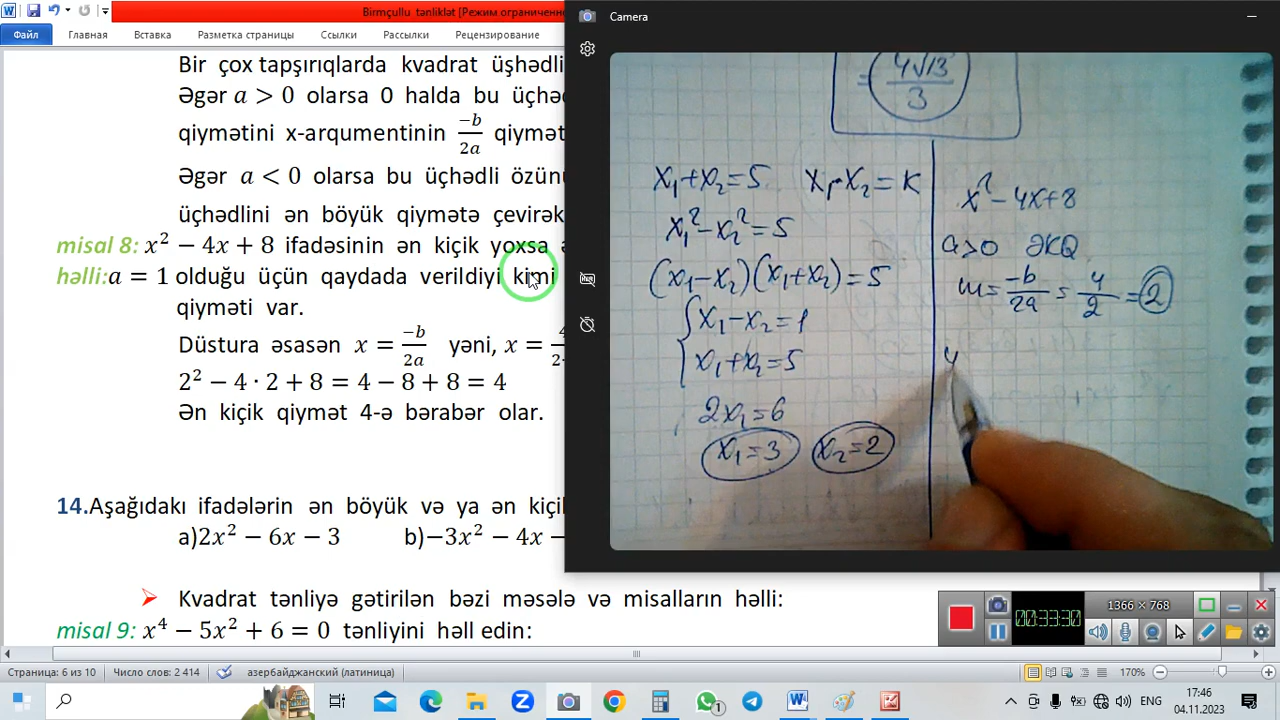 Birmçullu tənliklət [Режим ограниченно
Файл Главная Вставка Разметка страницы Ссылки Рассылки Рецензирование
Bir çox tapşırıqlarda kvadrat üşhədli
Əgər a > 0 olarsa 0 halda bu üçhəd
qiymətini x-arqumentinin −b/2a qiymət
Əgər a < 0 olarsa bu üçhədli özünü
üçhədlini ən böyük qiymətə çevirək
misal 8: x² − 4x + 8 ifadəsinin ən kiçik yoxsa ə
həlli: a = 1 olduğu üçün qaydada verildiyi kimi
qiyməti var.
Düstura əsasən x = −b/2a yəni, x = 4/2·
2² − 4 · 2 + 8 = 4 − 8 + 8 = 4
Ən kiçik qiymət 4-ə bərabər olar.
14.Aşağıdakı ifadələrin ən böyük və ya ən kiçik
a)2x² − 6x − 3 b)−3x² − 4x −
Kvadrat tənliyə gətirilən bəzi məsələ və misalların həlli:
misal 9: x⁴ − 5x² + 6 = 0 tənliyini həll edin:
Страница: 6 из 10 Число слов: 2 414 азербайджанский (латиница) 170%
Camera
= 4√13/3
x₁+x₂=5 x₁·x₂=K
x₁²−x₂²=5
(x₁−x₂)(x₁+x₂)=5
x₁−x₂=1
x₁+x₂=5
2x₁=6
x₁=3 x₂=2
x²−4x+8
a>0 ƏKQ
m=−b/2a=4/2=2
y
00:33:30 1366 × 768
1 ENG 17:46
04.11.2023